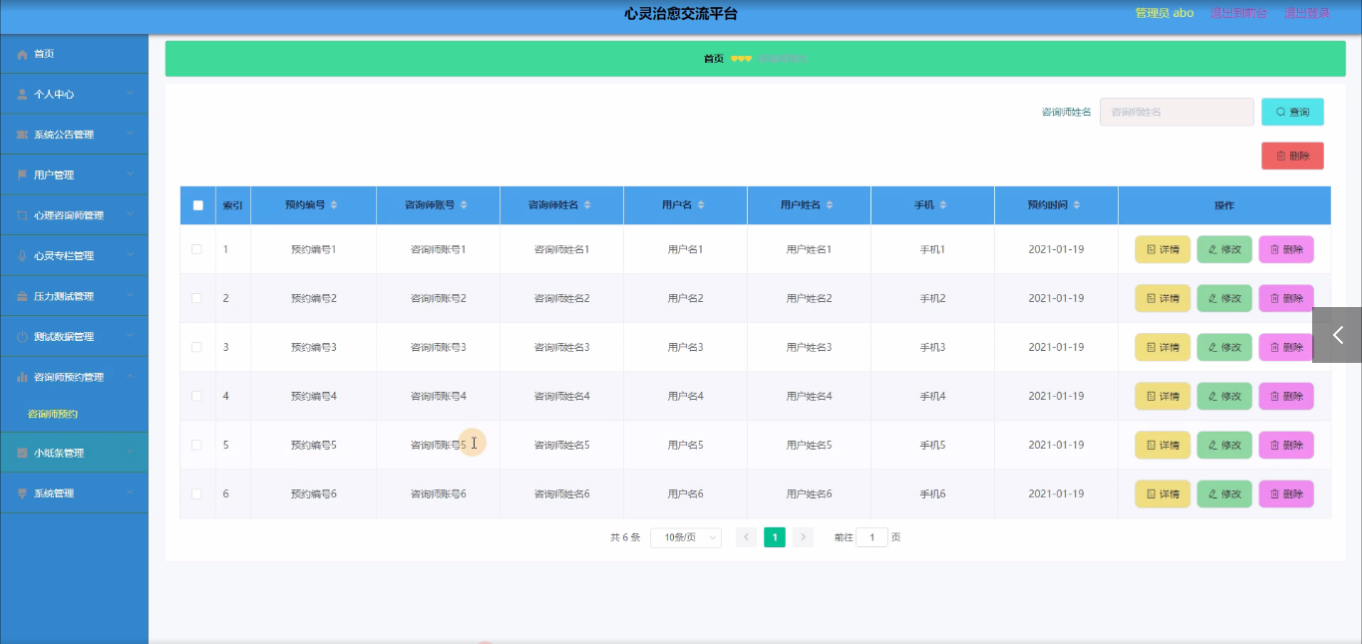 心灵治愈交流平台
管理员 abo 退出到前台 退出登录
首页
个人中心
系统公告管理
用户管理
心理咨询师管理
心灵专栏管理
压力测试管理
测试数据管理
咨询师预约管理
咨询师预约
小纸条管理
系统管理
首页 咨询师预约
咨询师姓名 咨询师姓名 查询
删除
索引 预约编号 咨询师账号 咨询师姓名 用户名 用户姓名 手机 预约时间 操作
1 预约编号1 咨询师账号1 咨询师姓名1 用户名1 用户姓名1 手机1 2021-01-19 详情 修改 删除
2 预约编号2 咨询师账号2 咨询师姓名2 用户名2 用户姓名2 手机2 2021-01-19 详情 修改 删除
3 预约编号3 咨询师账号3 咨询师姓名3 用户名3 用户姓名3 手机3 2021-01-19 详情 修改 删除
4 预约编号4 咨询师账号4 咨询师姓名4 用户名4 用户姓名4 手机4 2021-01-19 详情 修改 删除
5 预约编号5 咨询师账号5 咨询师姓名5 用户名5 用户姓名5 手机5 2021-01-19 详情 修改 删除
6 预约编号6 咨询师账号6 咨询师姓名6 用户名6 用户姓名6 手机6 2021-01-19 详情 修改 删除
共 6 条 10条/页 1 前往 1 页